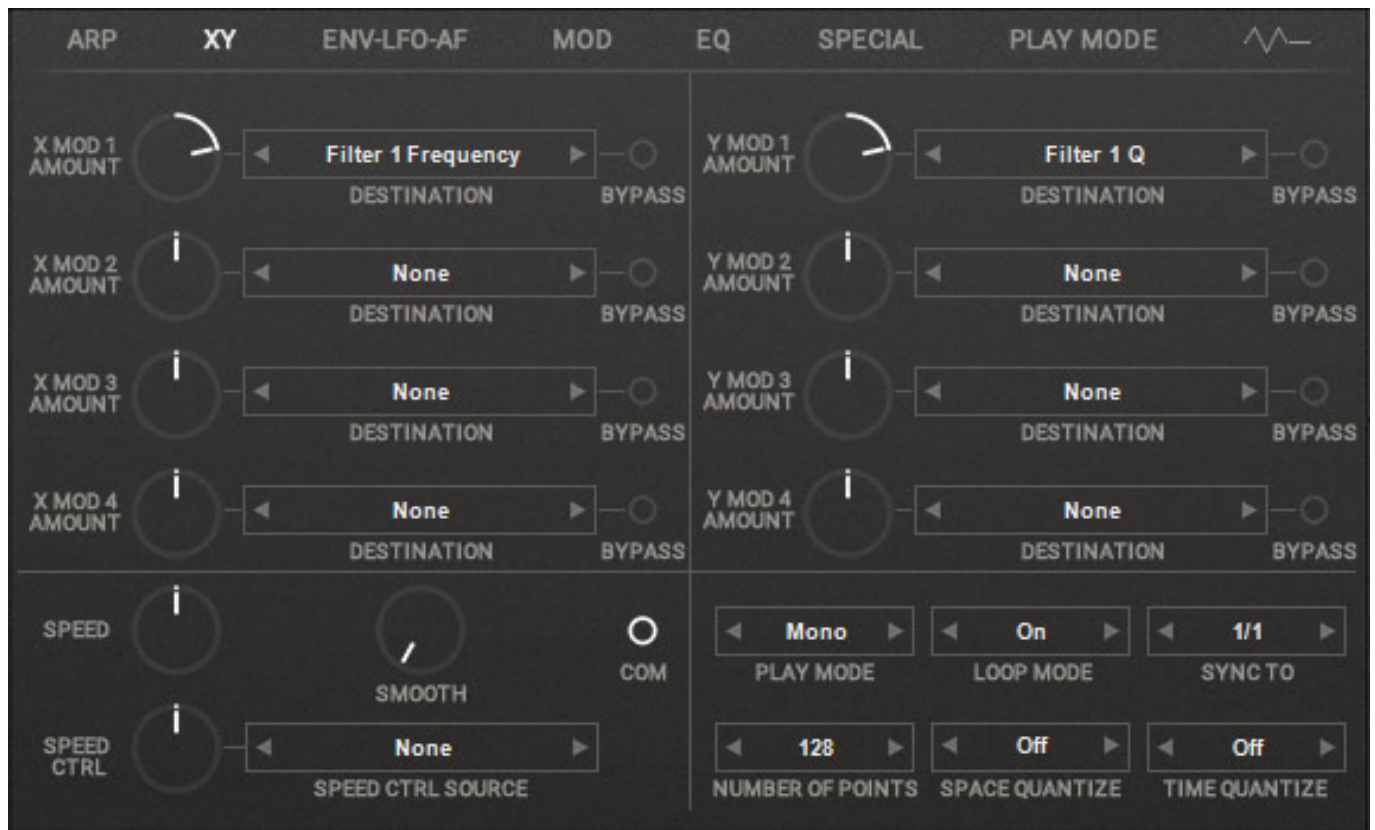 ARP XY ENV-LFO-AF MOD EQ SPECIAL PLAY MODE
X MOD 1 AMOUNT Filter 1 Frequency DESTINATION BYPASS
Y MOD 1 AMOUNT Filter 1 Q DESTINATION BYPASS
X MOD 2 AMOUNT None DESTINATION BYPASS
Y MOD 2 AMOUNT None DESTINATION BYPASS
X MOD 3 AMOUNT None DESTINATION BYPASS
Y MOD 3 AMOUNT None DESTINATION BYPASS
X MOD 4 AMOUNT None DESTINATION BYPASS
Y MOD 4 AMOUNT None DESTINATION BYPASS
SPEED
SMOOTH
COM
Mono On 1/1
PLAY MODE LOOP MODE SYNC TO
SPEED CTRL
None
SPEED CTRL SOURCE
128 Off Off
NUMBER OF POINTS SPACE QUANTIZE TIME QUANTIZE